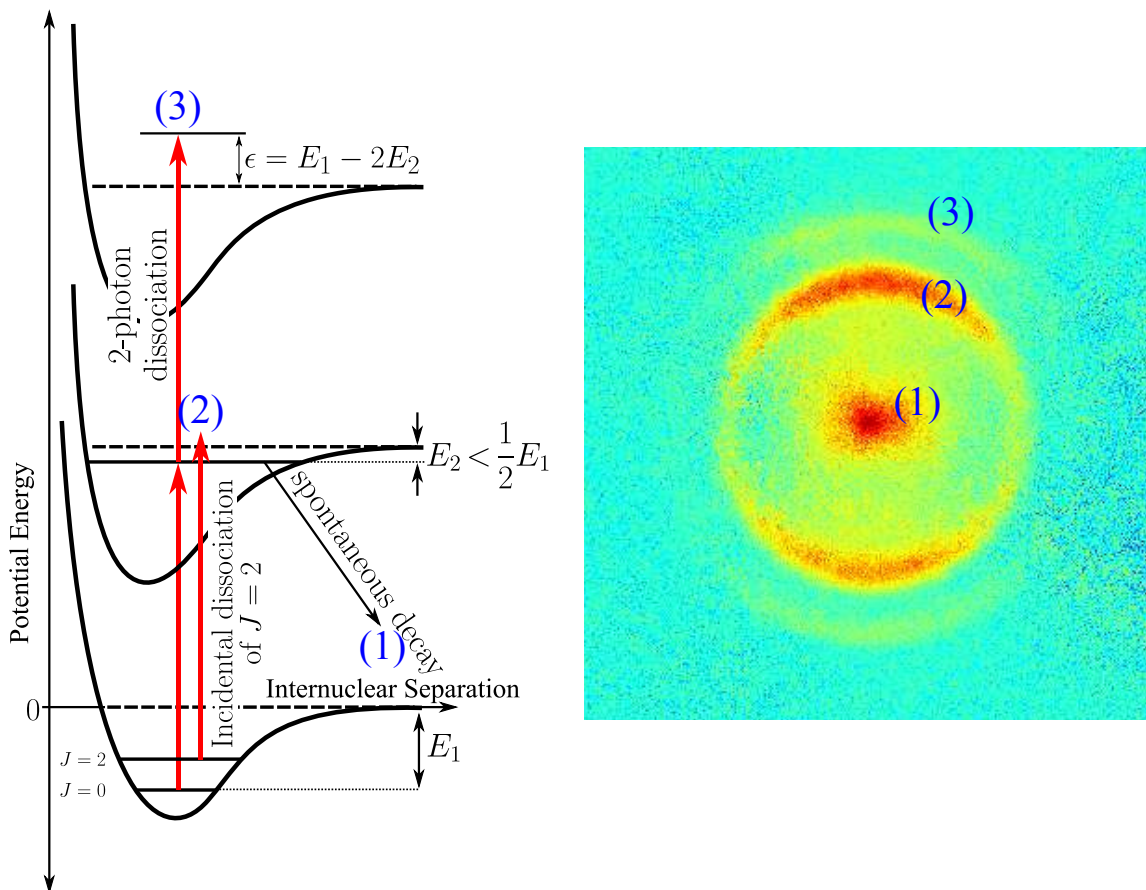 (3)
ϵ = E₁ − 2E₂
2-photon
dissociation
(2)
E₂ < 1/2 E₁
spontaneous decay
Incidental dissociation
of J = 2
(1)
Potential Energy
Internuclear Separation
0
J = 2
J = 0
E₁
(3)
(2)
(1)